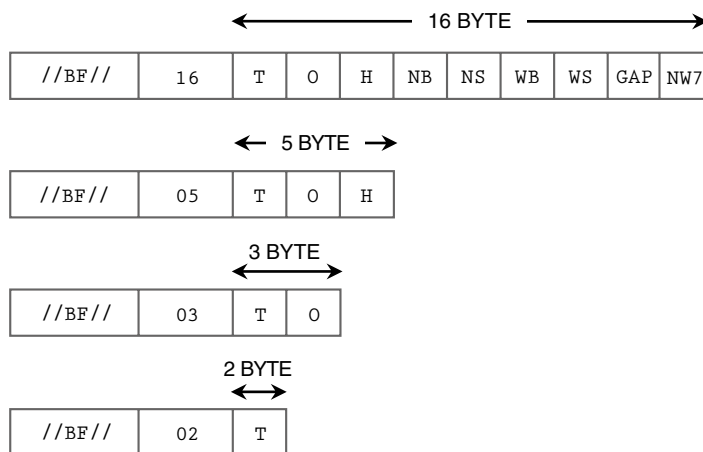 16 BYTE
//BF// 16 T O H NB NS WB WS GAP NW7
5 BYTE
//BF// 05 T O H
3 BYTE
//BF// 03 T O
2 BYTE
//BF// 02 T